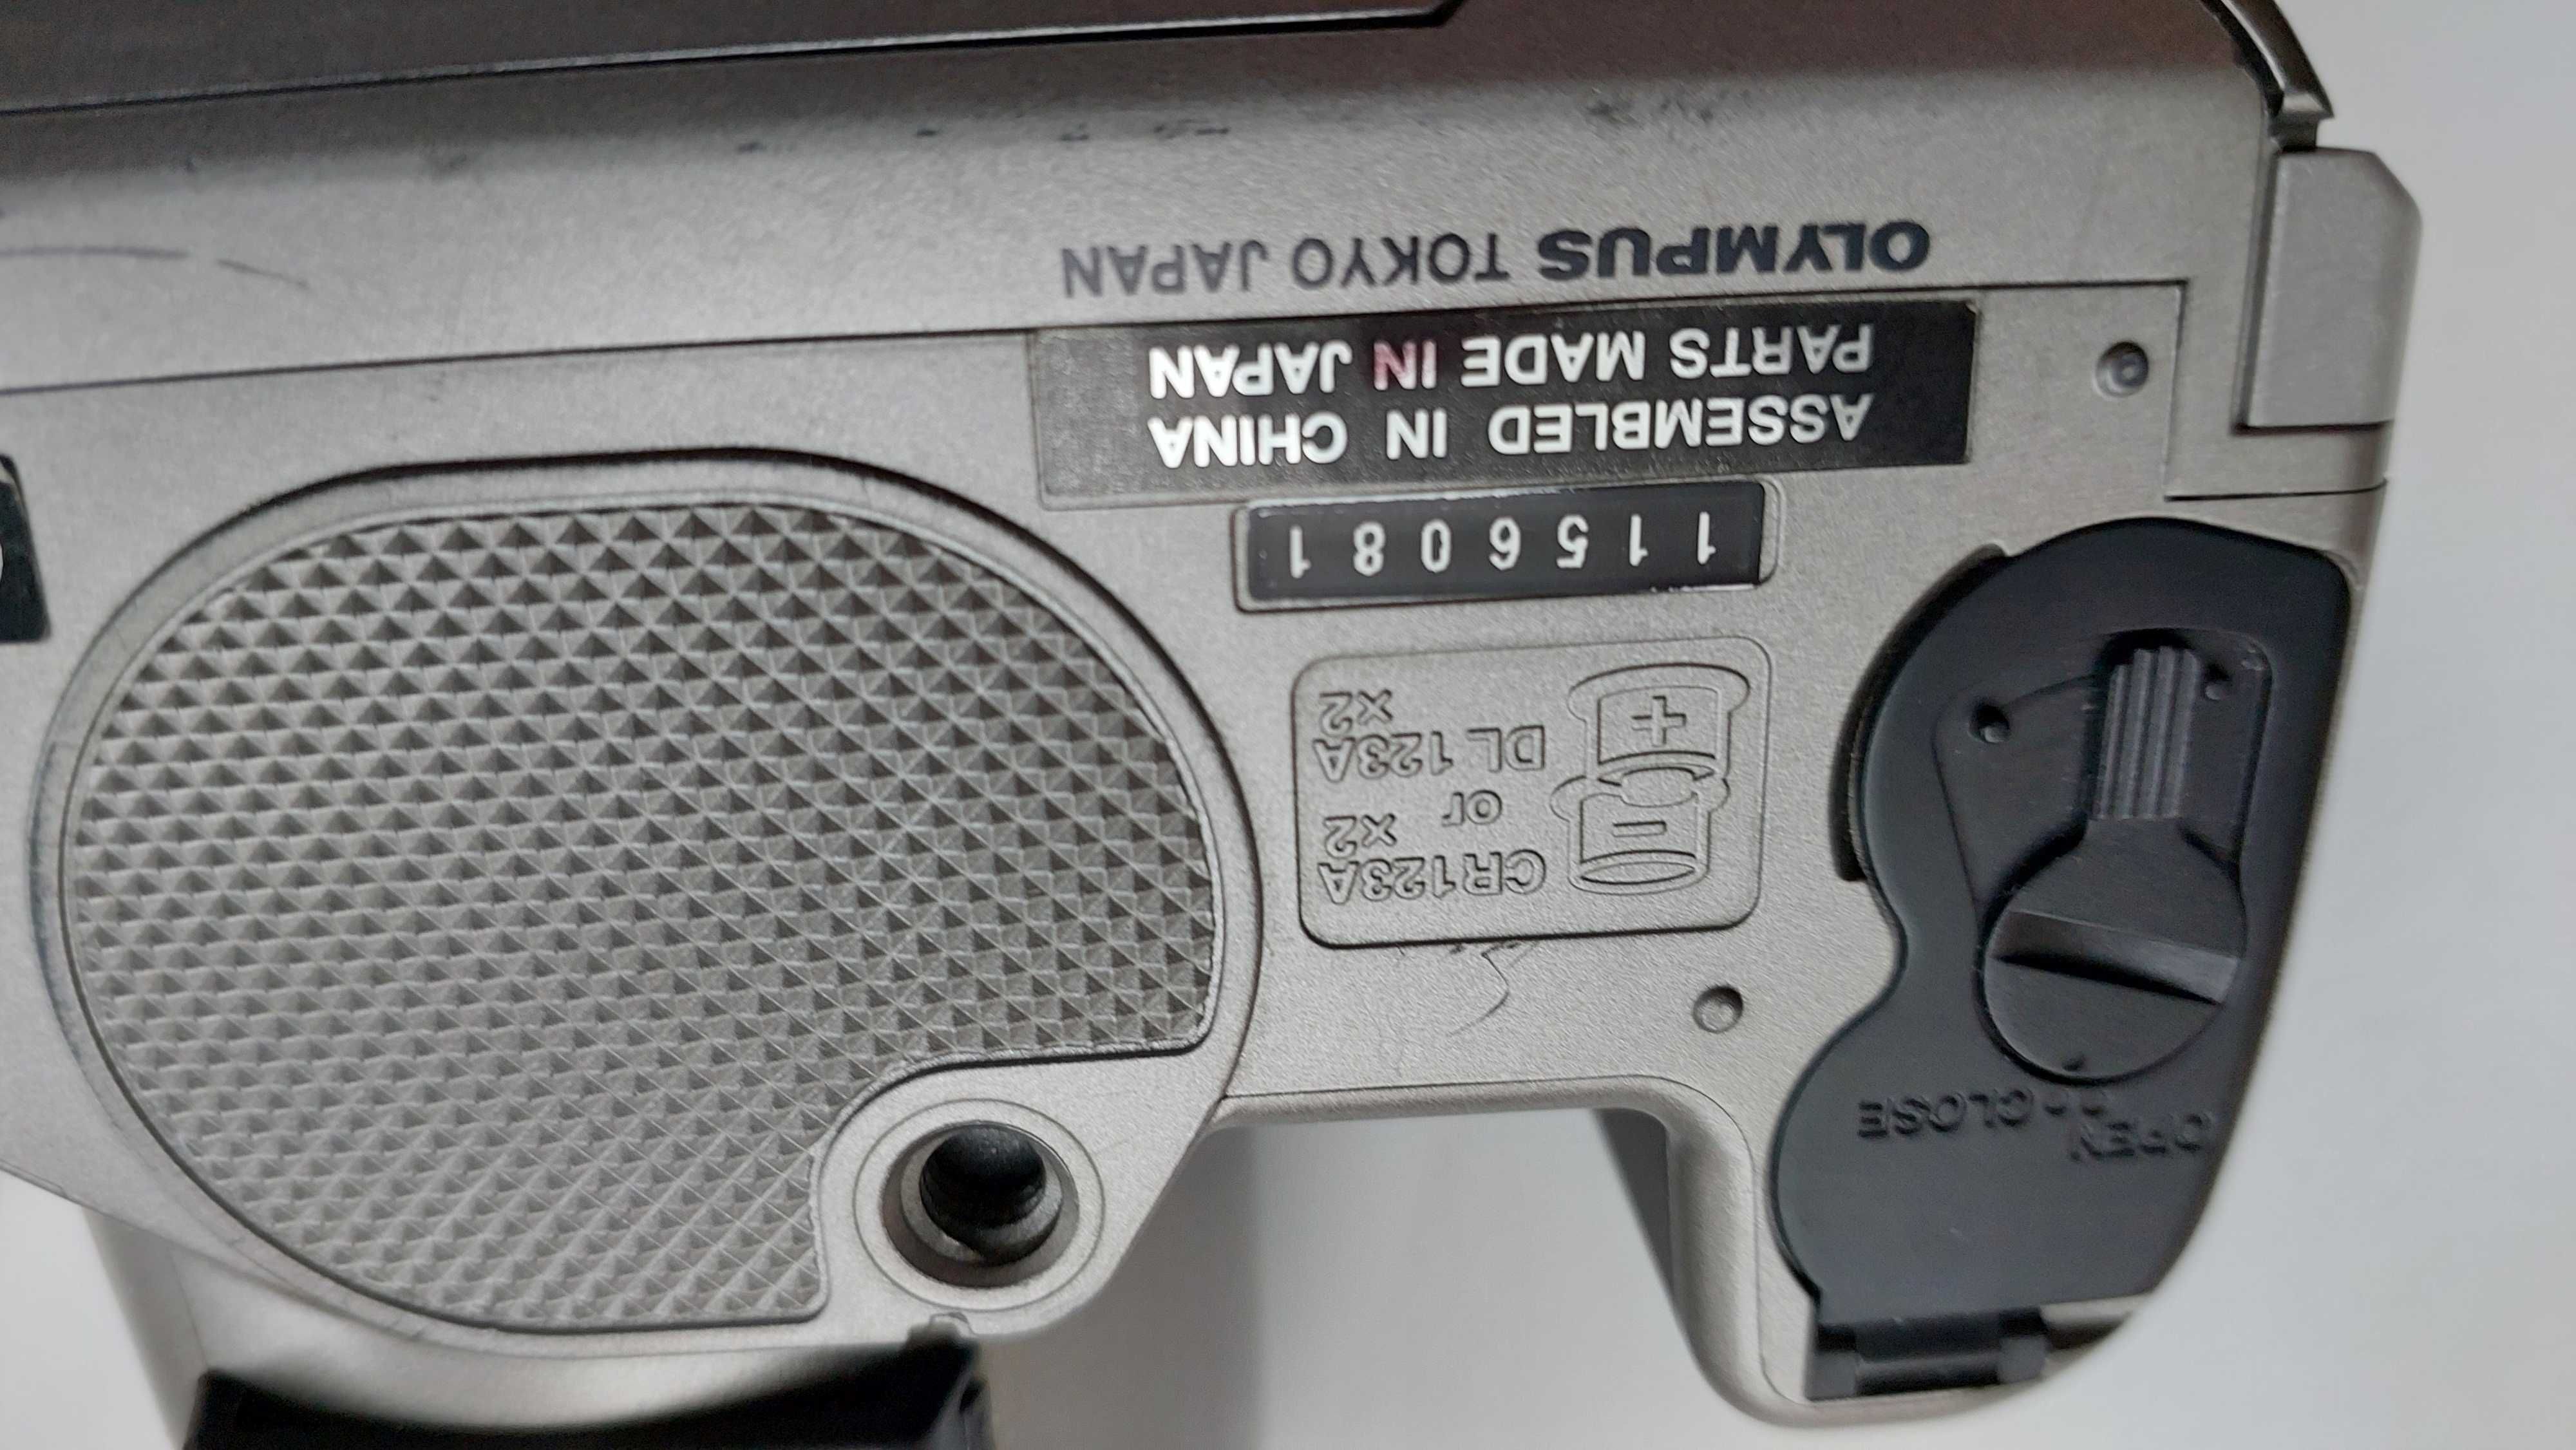 OPEN
CLOSE
CR123A
X2
or
DL123A
X2
1156081
ASSEMBLED IN CHINA
PARTS MADE IN JAPAN
OLYMPUS TOKYO JAPAN